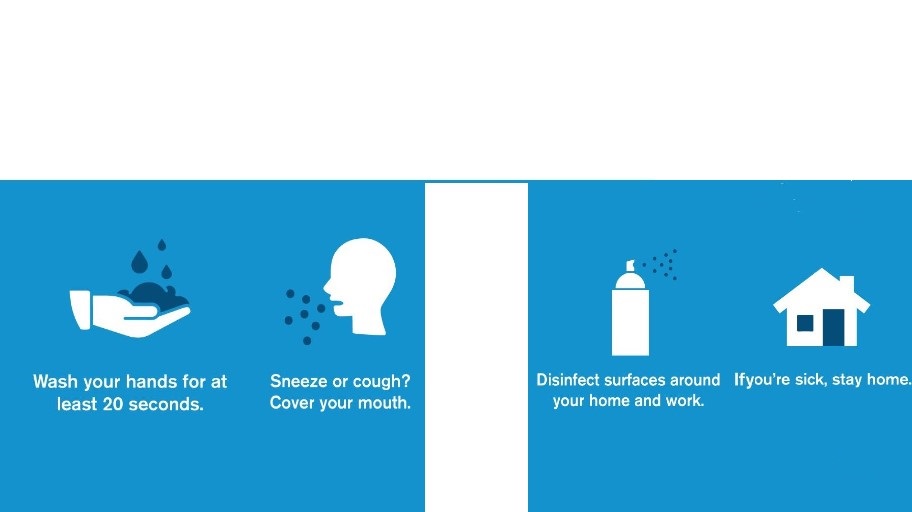 Wash your hands for at
least 20 seconds.
Sneeze or cough?
Cover your mouth.
Disinfect surfaces around
your home and work.
Ifyou're sick, stay home.